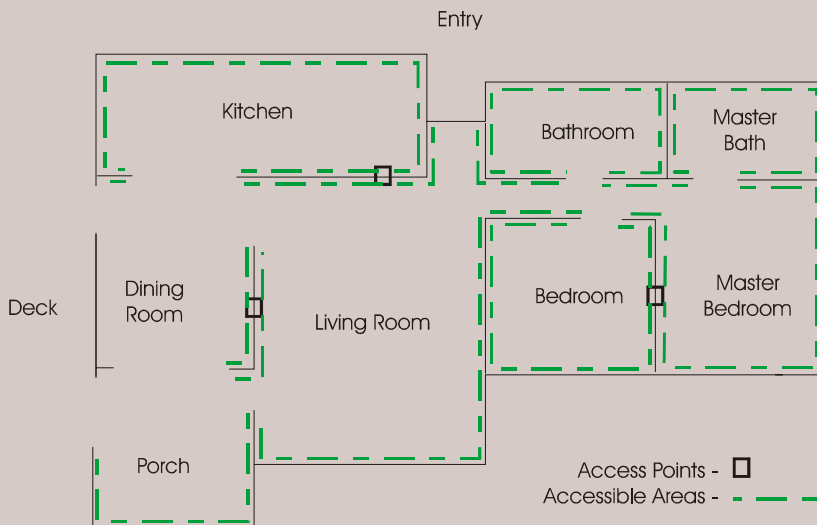 Entry
Kitchen
Bathroom
Master
Bath
Deck
Dining
Room
Living Room
Bedroom
Master
Bedroom
Porch
Access Points -
Accessible Areas -